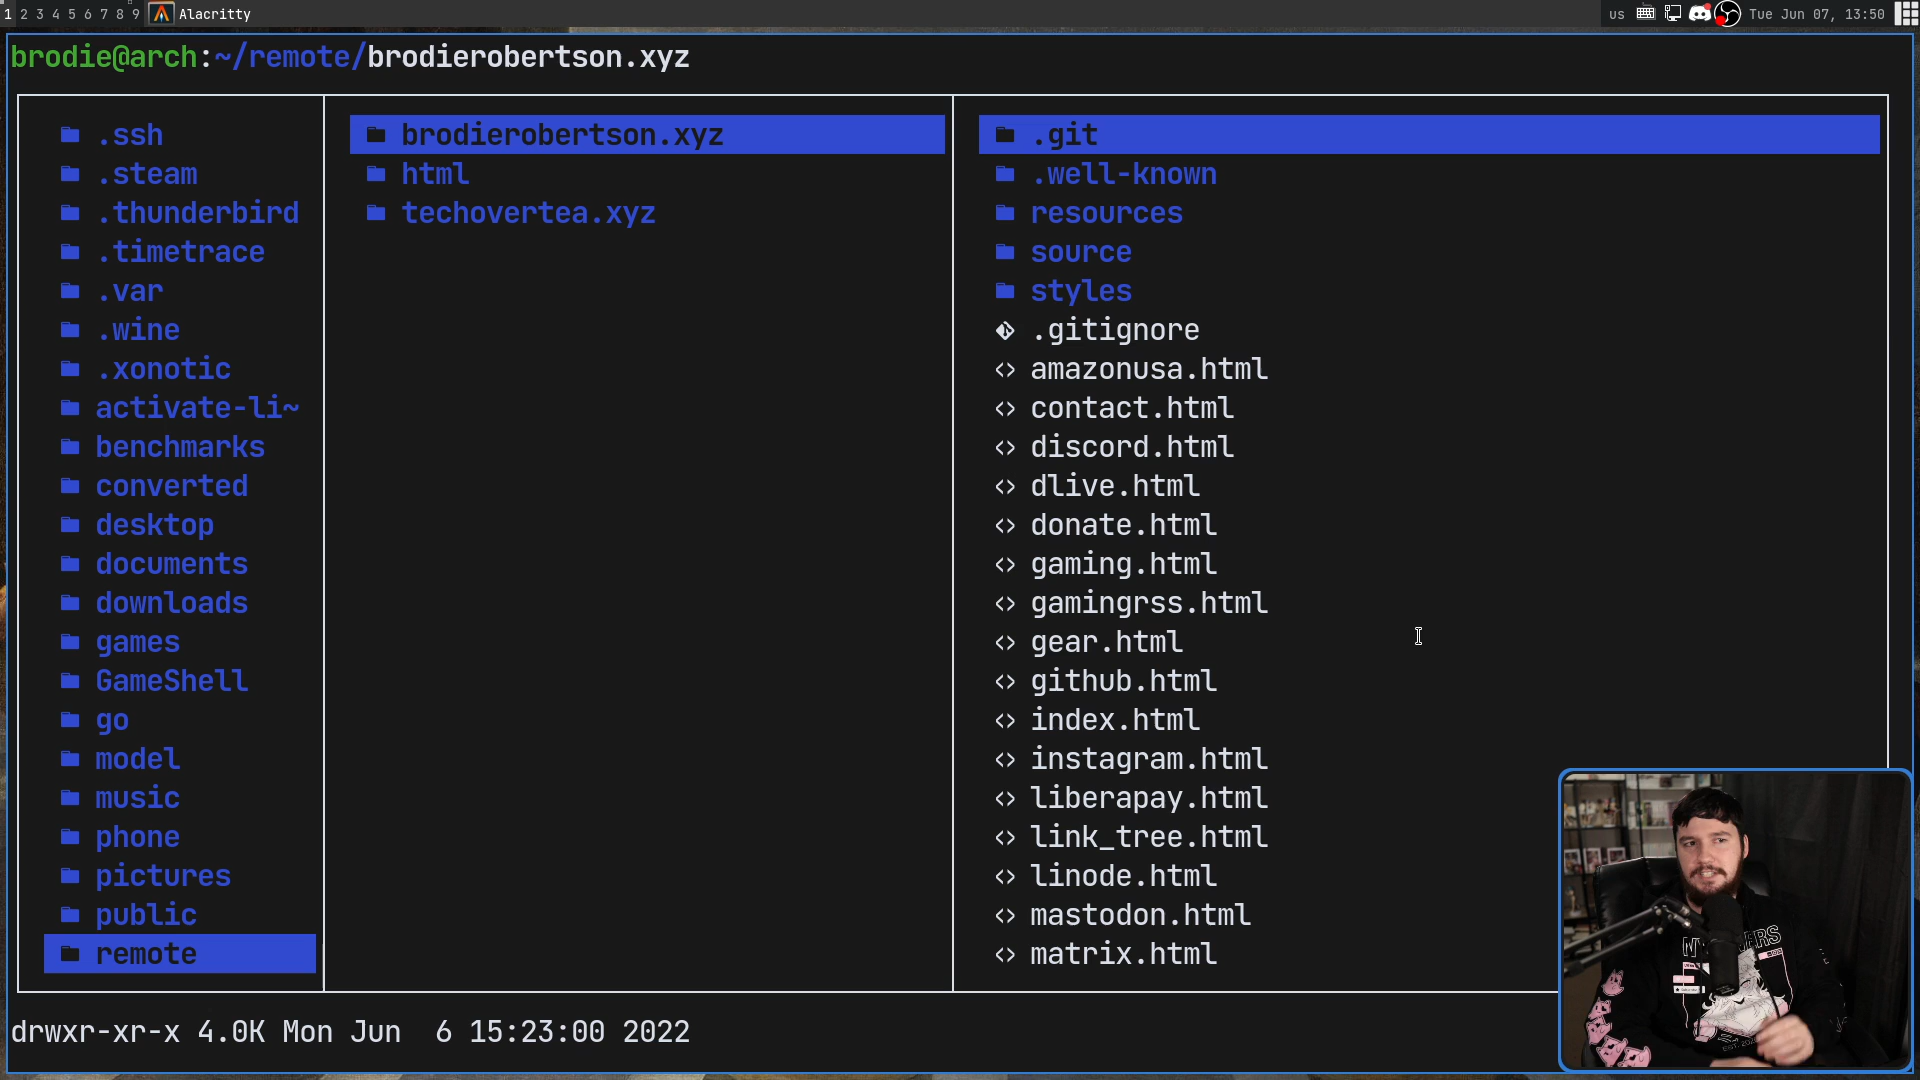 1 2 3 4 5 6 7 8 9 Alacritty
us Tue Jun 07, 13:50
brodie@arch:~/remote/brodierobertson.xyz
.ssh
.steam
.thunderbird
.timetrace
.var
.wine
.xonotic
activate-li~
benchmarks
converted
desktop
documents
downloads
games
GameShell
go
model
music
phone
pictures
public
remote
brodierobertson.xyz
html
techovertea.xyz
.git
.well-known
resources
source
styles
.gitignore
amazonusa.html
contact.html
discord.html
dlive.html
donate.html
gaming.html
gamingrss.html
gear.html
github.html
index.html
instagram.html
liberapay.html
link_tree.html
linode.html
mastodon.html
matrix.html
drwxr-xr-x 4.0K Mon Jun  6 15:23:00 2022